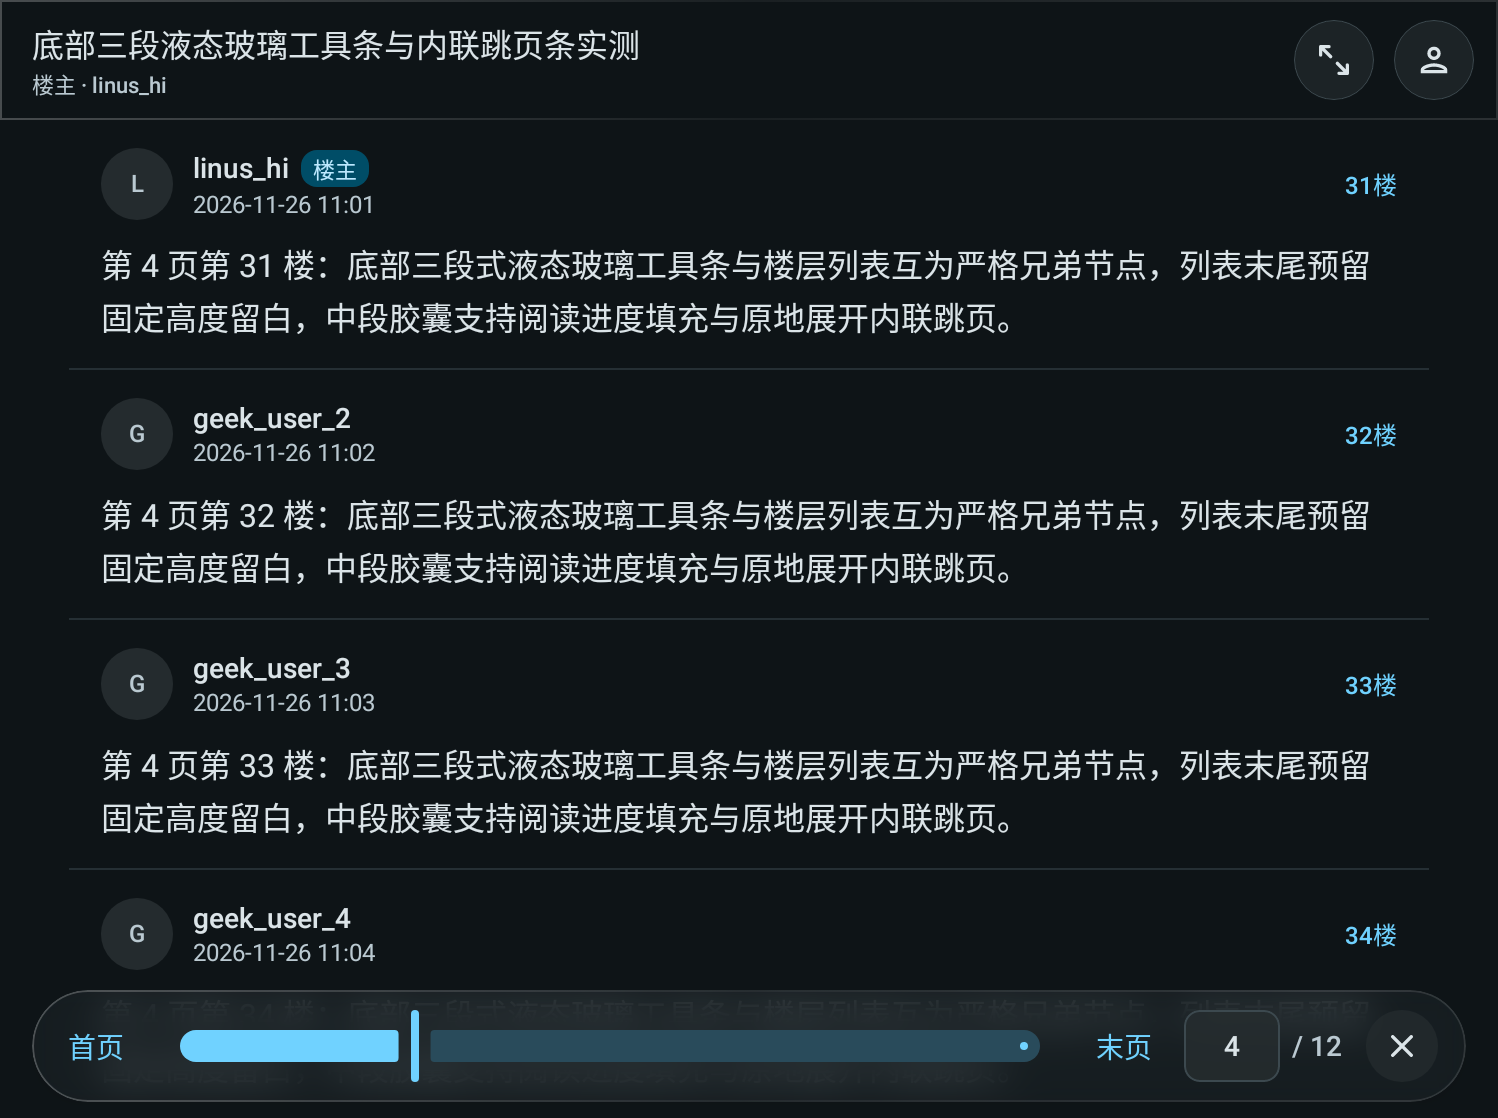 底部三段液态玻璃工具条与内联跳页条实测
楼主 · linus_hi
L
linus_hi 楼主
2026-11-26 11:01
31楼
第 4 页第 31 楼：底部三段式液态玻璃工具条与楼层列表互为严格兄弟节点，列表末尾预留
固定高度留白，中段胶囊支持阅读进度填充与原地展开内联跳页。
G
geek_user_2
2026-11-26 11:02
32楼
第 4 页第 32 楼：底部三段式液态玻璃工具条与楼层列表互为严格兄弟节点，列表末尾预留
固定高度留白，中段胶囊支持阅读进度填充与原地展开内联跳页。
G
geek_user_3
2026-11-26 11:03
33楼
第 4 页第 33 楼：底部三段式液态玻璃工具条与楼层列表互为严格兄弟节点，列表末尾预留
固定高度留白，中段胶囊支持阅读进度填充与原地展开内联跳页。
G
geek_user_4
2026-11-26 11:04
34楼
首页
末页
4
/ 12